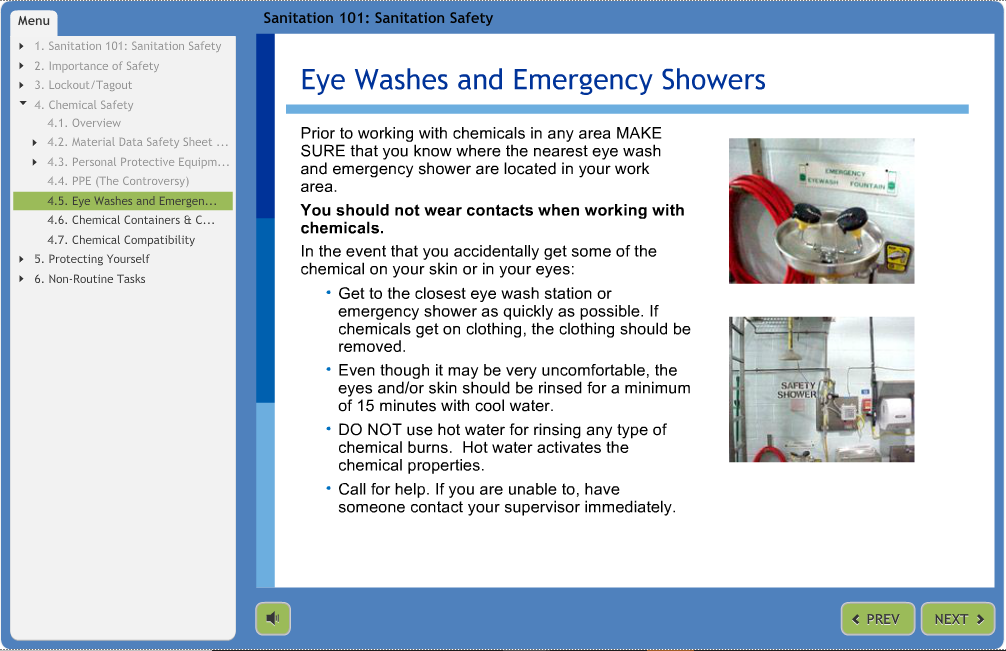 Menu
Sanitation 101: Sanitation Safety
1. Sanitation 101: Sanitation Safety
2. Importance of Safety
3. Lockout/Tagout
4. Chemical Safety
4.1. Overview
4.2. Material Data Safety Sheet ...
4.3. Personal Protective Equipm...
4.4. PPE (The Controversy)
4.5. Eye Washes and Emergen...
4.6. Chemical Containers & C...
4.7. Chemical Compatibility
5. Protecting Yourself
6. Non-Routine Tasks
Eye Washes and Emergency Showers
Prior to working with chemicals in any area MAKE
SURE that you know where the nearest eye wash
and emergency shower are located in your work
area.
You should not wear contacts when working with
chemicals.
In the event that you accidentally get some of the
chemical on your skin or in your eyes:
• Get to the closest eye wash station or
emergency shower as quickly as possible. If
chemicals get on clothing, the clothing should be
removed.
• Even though it may be very uncomfortable, the
eyes and/or skin should be rinsed for a minimum
of 15 minutes with cool water.
• DO NOT use hot water for rinsing any type of
chemical burns.  Hot water activates the
chemical properties.
• Call for help. If you are unable to, have
someone contact your supervisor immediately.
EMERGENCY
EYEWASH FOUNTAIN
SAFETY
SHOWER
PREV
NEXT